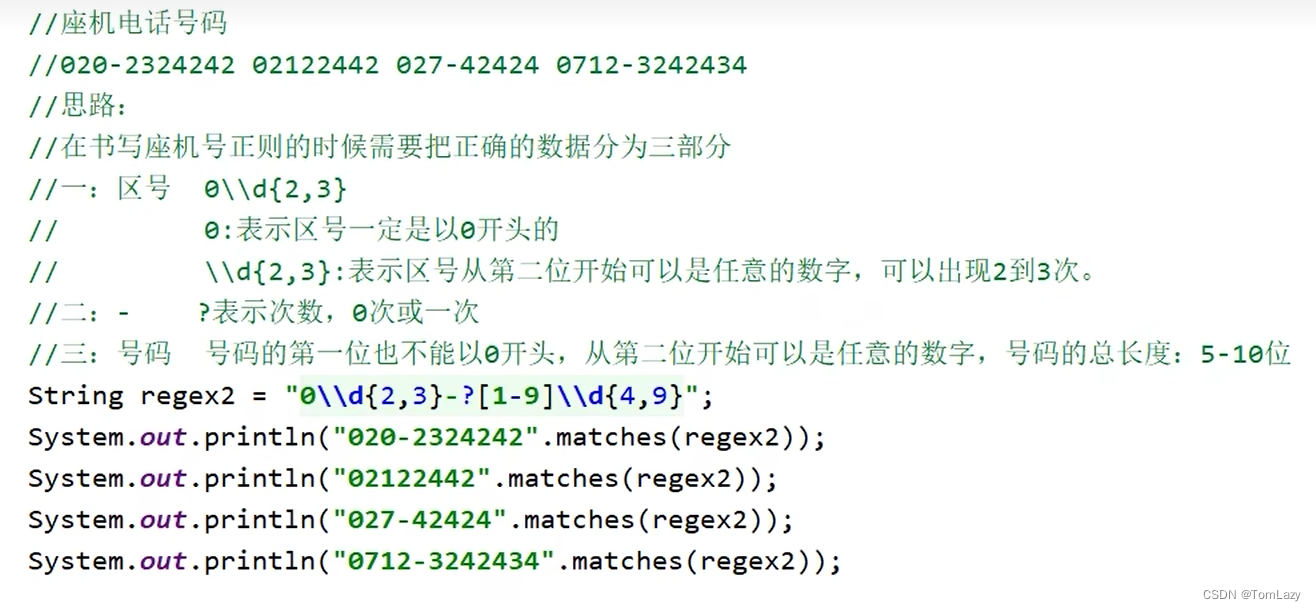 //座机电话号码
//020-2324242 02122442 027-42424 0712-3242434
//思路：
//在书写座机号正则的时候需要把正确的数据分为三部分
//一：区号  0\\d{2,3}
//         0:表示区号一定是以0开头的
//         \\d{2,3}:表示区号从第二位开始可以是任意的数字，可以出现2到3次。
//二：-    ?表示次数，0次或一次
//三：号码  号码的第一位也不能以0开头，从第二位开始可以是任意的数字，号码的总长度：5-10位
String regex2 = "0\\d{2,3}-?[1-9]\\d{4,9}";
System.out.println("020-2324242".matches(regex2));
System.out.println("02122442".matches(regex2));
System.out.println("027-42424".matches(regex2));
System.out.println("0712-3242434".matches(regex2));
CSDN @TomLazy